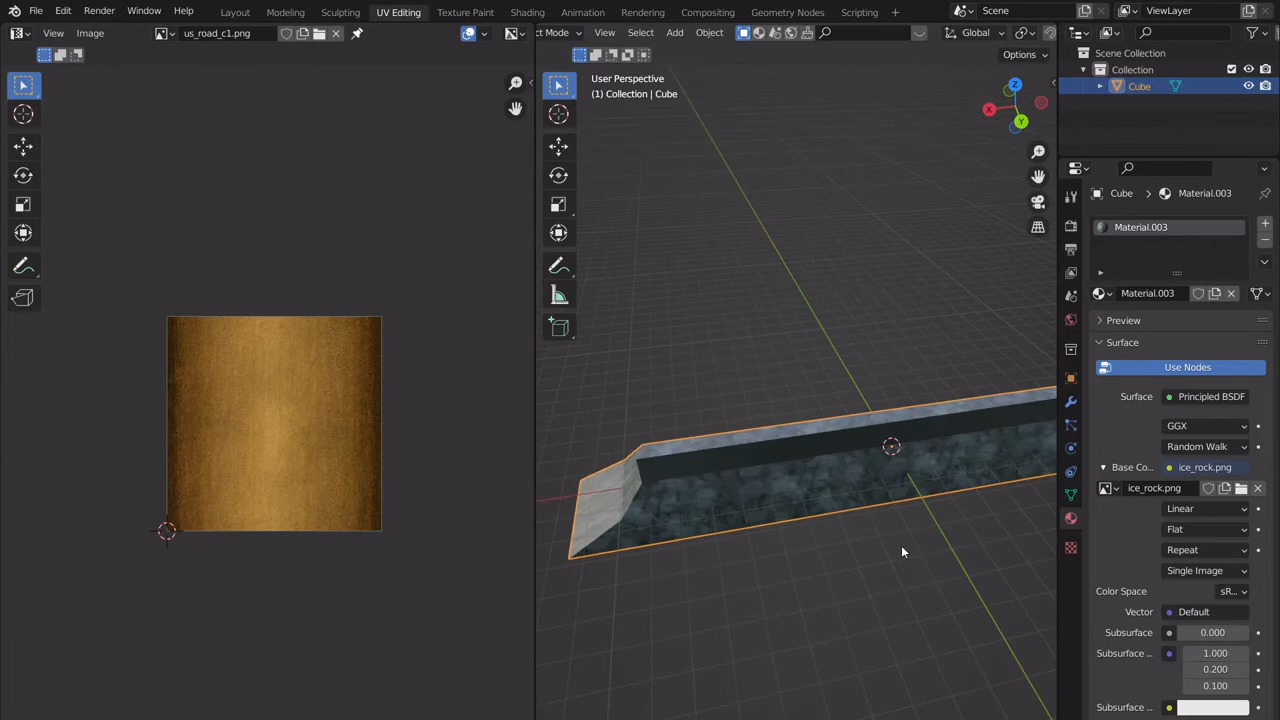 File Edit Render Window Help Layout Modeling Sculpting UV Editing Texture Paint Shading Animation Rendering Compositing Geometry Nodes Scripting + Scene ViewLayer
View Image us_road_c1.png ct Mode View Select Add Object Global
Options
Scene Collection
Collection
Cube
User Perspective
(1) Collection | Cube
X Y Z
Cube > Material.003
Material.003
Material.003
Preview
Surface
Use Nodes
Surface Principled BSDF
GGX
Random Walk
Base Co... ice_rock.png
ice_rock.png
Linear
Flat
Repeat
Single Image
Color Space sR...
Vector Default
Subsurface 0.000
Subsurface ... 1.000
0.200
0.100
Subsurface ...